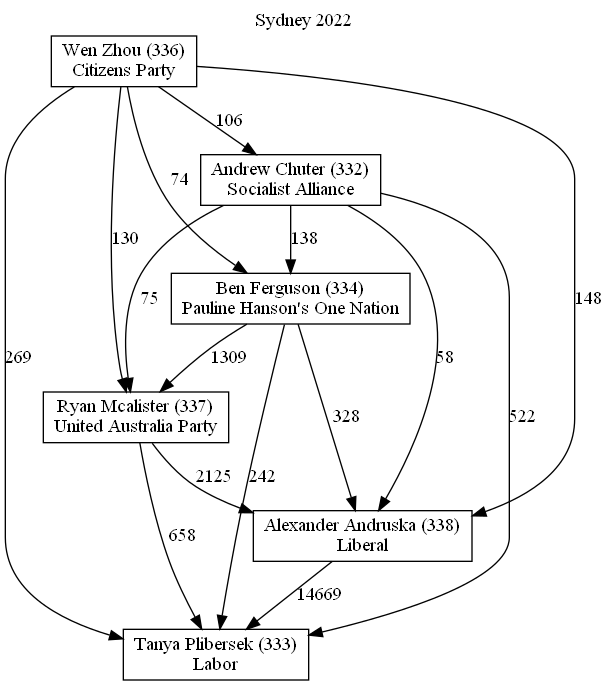 Sydney 2022
Wen Zhou (336)
Citizens Party
106
Andrew Chuter (332)
Socialist Alliance
74
130
138
75
148
Ben Ferguson (334)
Pauline Hanson's One Nation
269
1309
58
Ryan Mcalister (337)
United Australia Party
328
522
2125
242
Alexander Andruska (338)
Liberal
658
14669
Tanya Plibersek (333)
Labor